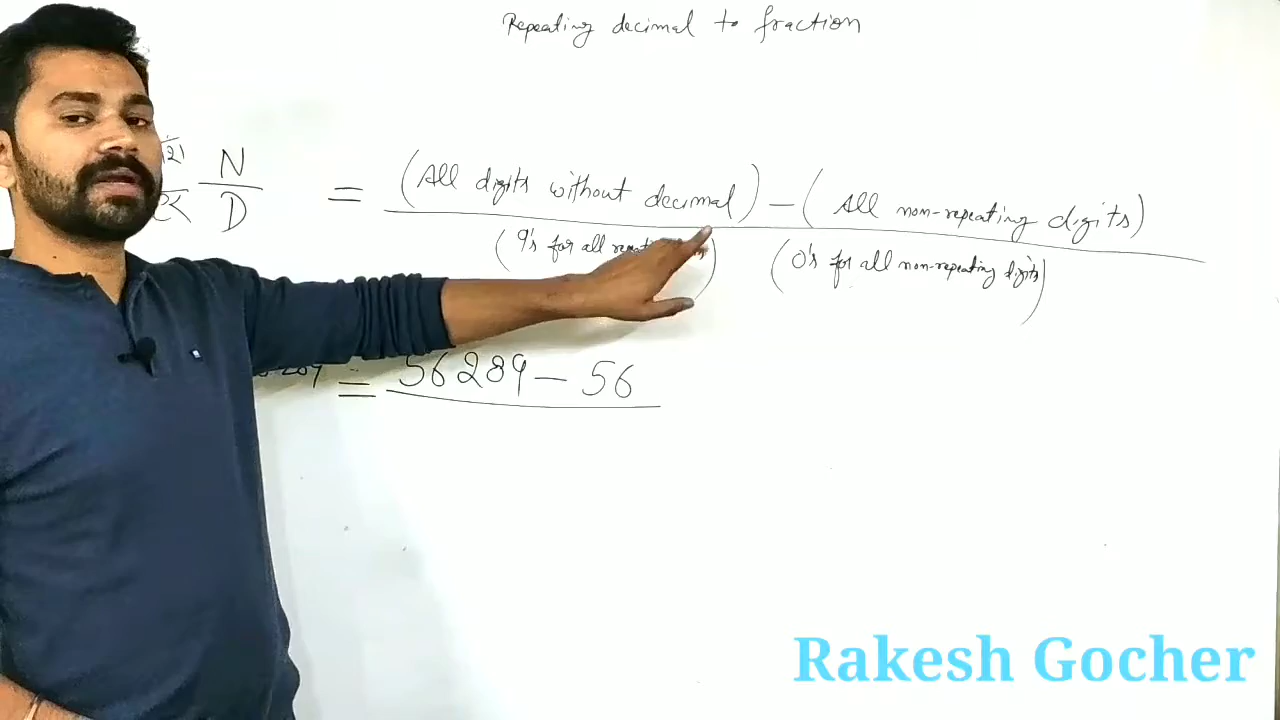 Repeating decimal to fraction
N
D
= (All digits without decimal) - (All non-repeating digits)
(9's for all (0's for all non-repeating digits)
= 56289 - 56
Rakesh Gocher